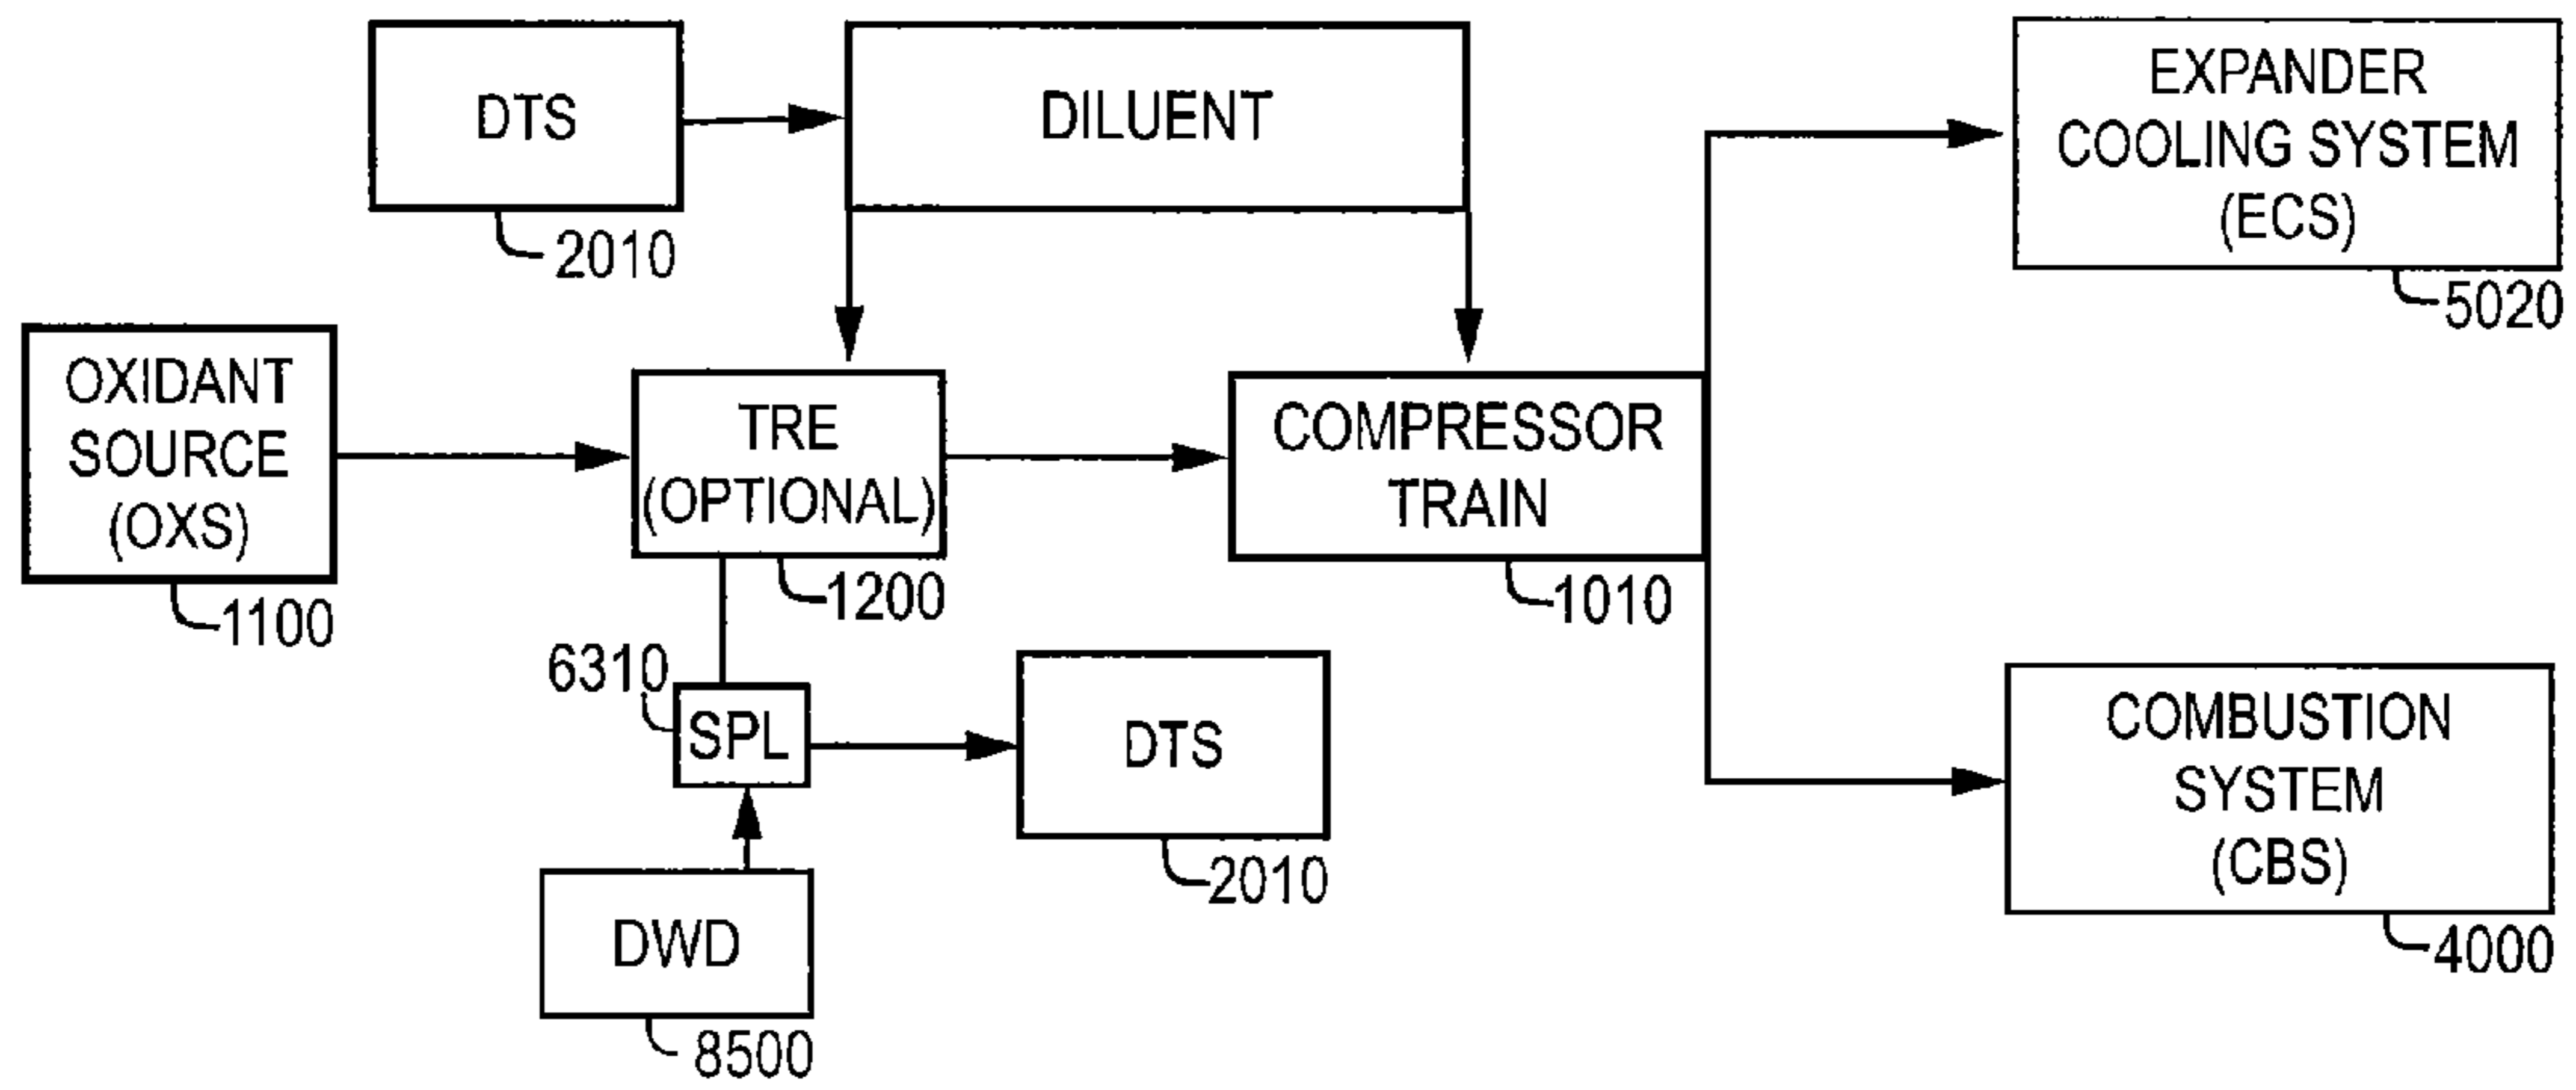 DTS
2010
DILUENT
EXPANDER
COOLING SYSTEM
(ECS)
5020
OXIDANT
SOURCE
(OXS)
1100
TRE
(OPTIONAL)
1200
COMPRESSOR
TRAIN
1010
6310
SPL
DTS
2010
COMBUSTION
SYSTEM
(CBS)
4000
DWD
8500